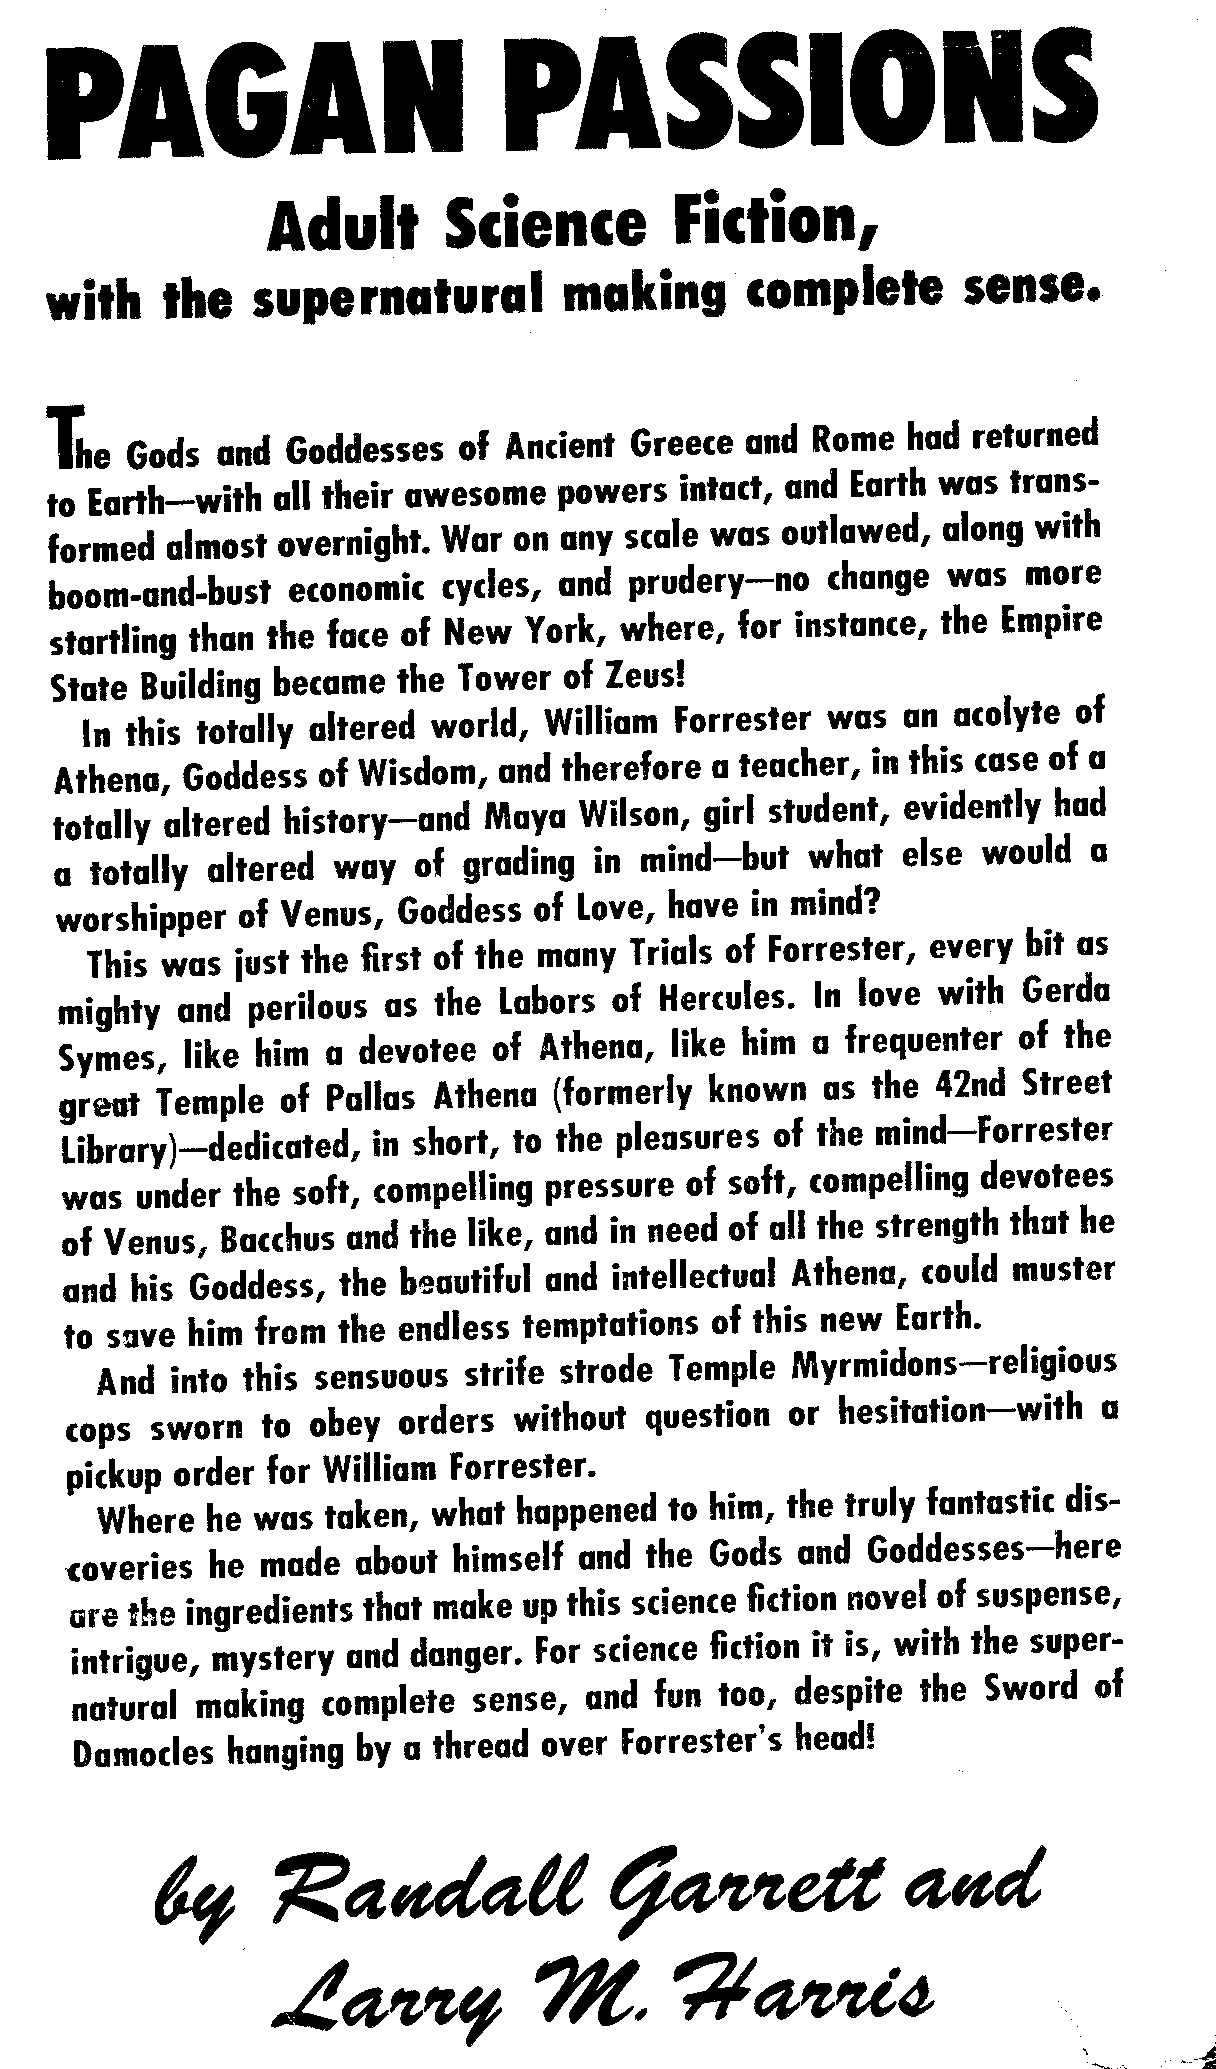 PAGAN PASSIONS
Adult Science Fiction,
with the supernatural making complete sense.
The Gods and Goddesses of Ancient Greece and Rome had returned
to Earth—with all their awesome powers intact, and Earth was trans-
formed almost overnight. War on any scale was outlawed, along with
boom-and-bust economic cycles, and prudery—no change was more
startling than the face of New York, where, for instance, the Empire
State Building became the Tower of Zeus!
In this totally altered world, William Forrester was an acolyte of
Athena, Goddess of Wisdom, and therefore a teacher, in this case of a
totally altered history—and Maya Wilson, girl student, evidently had
a totally altered way of grading in mind—but what else would a
worshipper of Venus, Goddess of Love, have in mind?
This was just the first of the many Trials of Forrester, every bit as
mighty and perilous as the Labors of Hercules. In love with Gerda
Symes, like him a devotee of Athena, like him a frequenter of the
great Temple of Pallas Athena (formerly known as the 42nd Street
Library)—dedicated, in short, to the pleasures of the mind—Forrester
was under the soft, compelling pressure of soft, compelling devotees
of Venus, Bacchus and the like, and in need of all the strength that he
and his Goddess, the beautiful and intellectual Athena, could muster
to save him from the endless temptations of this new Earth.
And into this sensuous strife strode Temple Myrmidons—religious
cops sworn to obey orders without question or hesitation—with a
pickup order for William Forrester.
Where he was taken, what happened to him, the truly fantastic dis-
coveries he made about himself and the Gods and Goddesses—here
are the ingredients that make up this science fiction novel of suspense,
intrigue, mystery and danger. For science fiction it is, with the super-
natural making complete sense, and fun too, despite the Sword of
Damocles hanging by a thread over Forrester's head!
by Randall Garrett and
Larry M. Harris